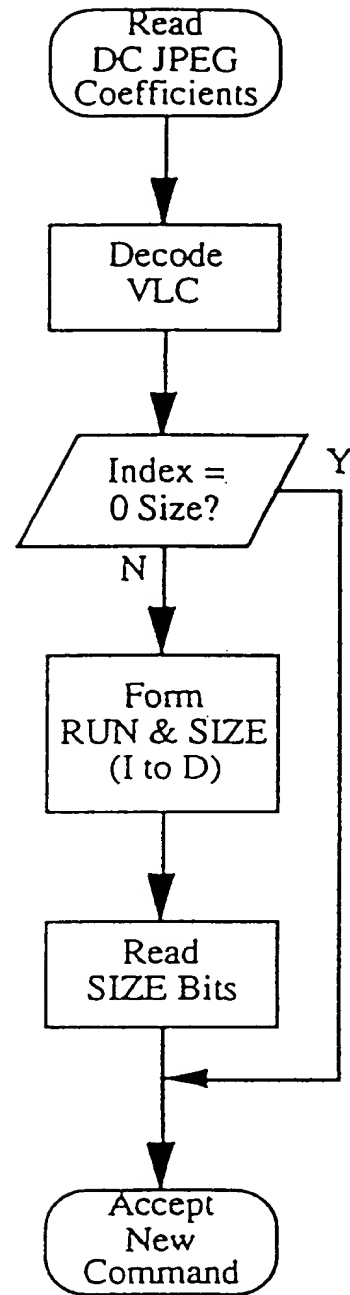 Read
DC JPEG
Coefficients
Decode
VLC
Index =
0 Size?
Y
N
Form
RUN & SIZE
(I to D)
Read
SIZE Bits
Accept
New
Command